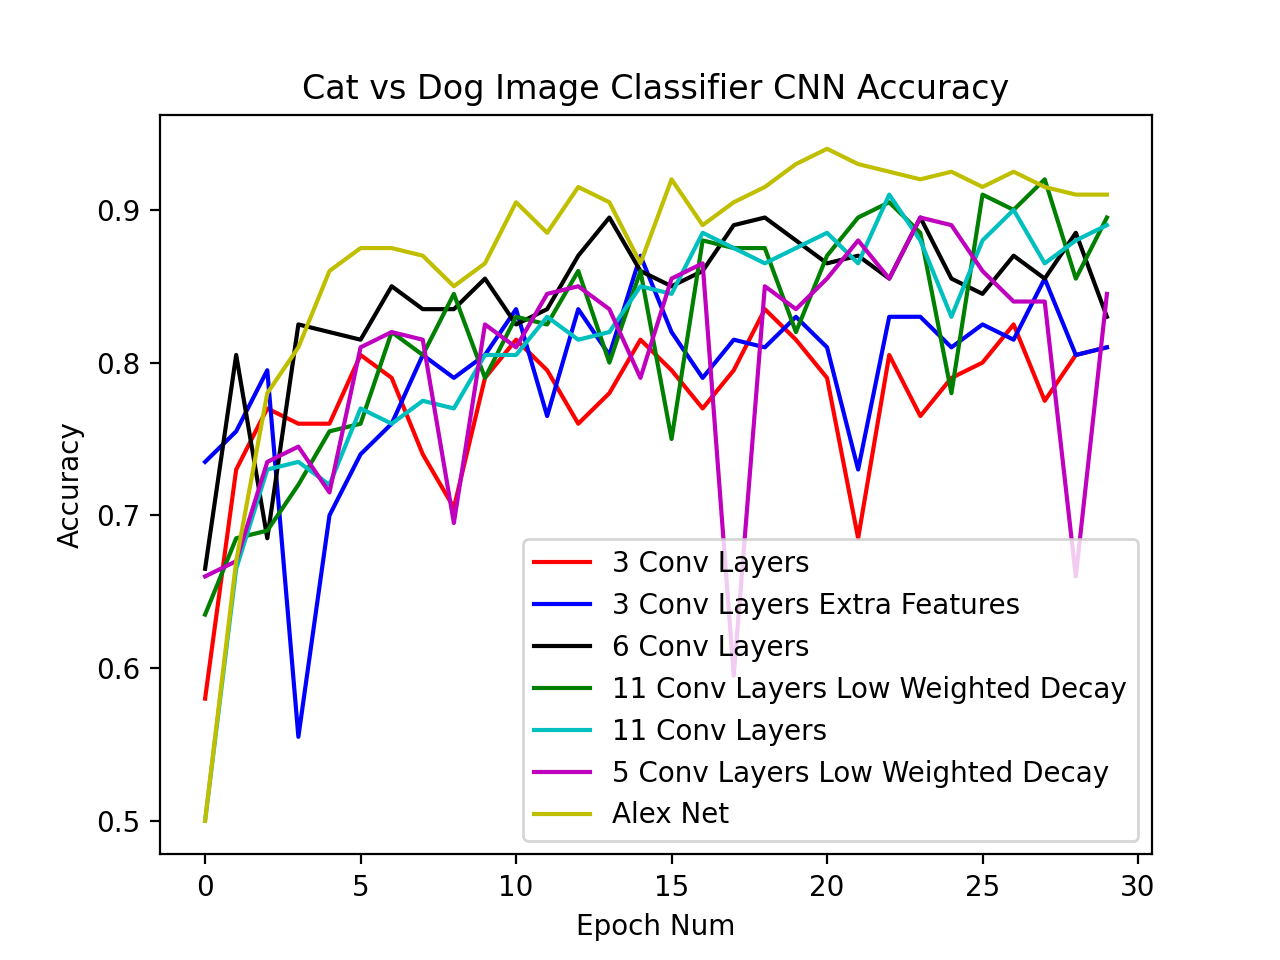 Cat vs Dog Image Classifier CNN Accuracy
0.9
0.8
0.7
0.6
0.5
Accuracy
3 Conv Layers
3 Conv Layers Extra Features
6 Conv Layers
11 Conv Layers Low Weighted Decay
11 Conv Layers
5 Conv Layers Low Weighted Decay
Alex Net
0 5 10 15 20 25 30
Epoch Num